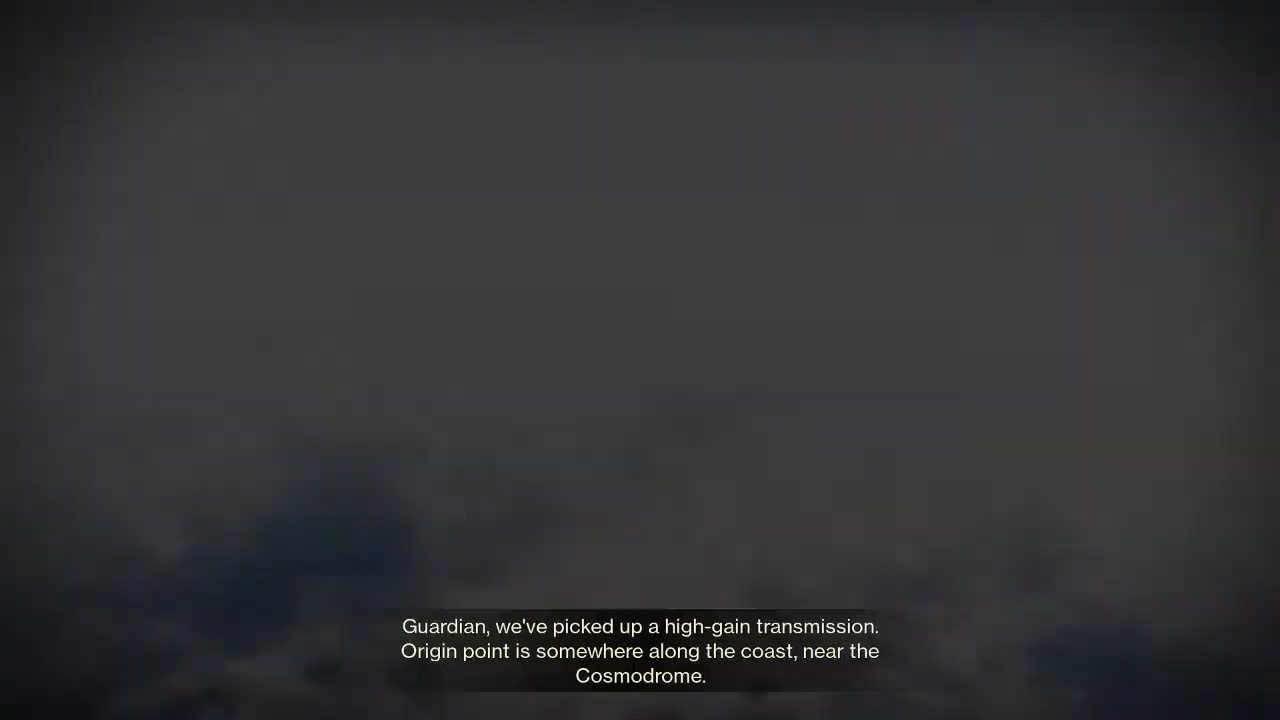 Guardian, we've picked up a high-gain transmission.
Origin point is somewhere along the coast, near the
Cosmodrome.